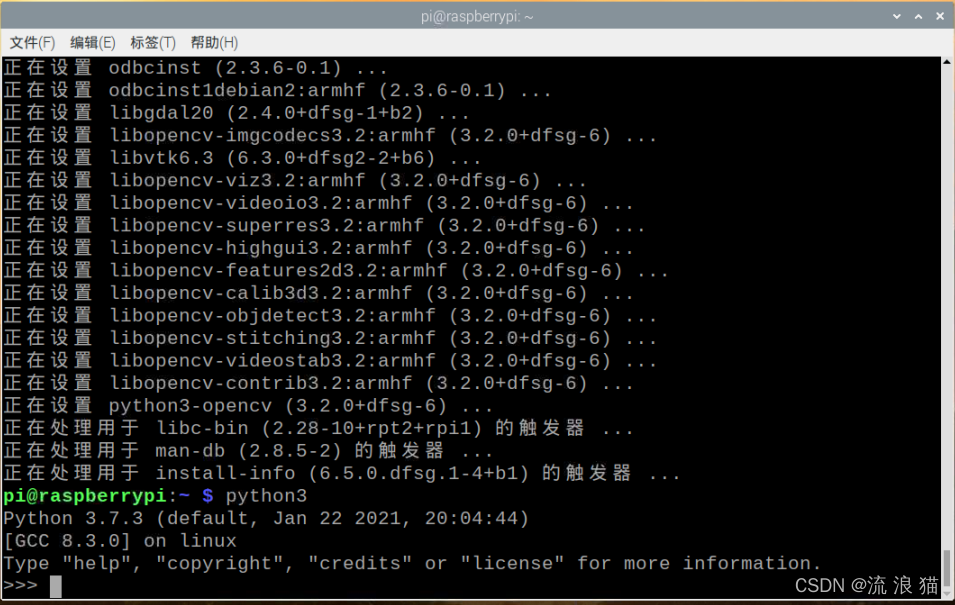 pi@raspberrypi: ~
文件(F) 编辑(E) 标签(T) 帮助(H)
正在设置 odbcinst (2.3.6-0.1) ...
正在设置 odbcinst1debian2:armhf (2.3.6-0.1) ...
正在设置 libgdal20 (2.4.0+dfsg-1+b2) ...
正在设置 libopencv-imgcodecs3.2:armhf (3.2.0+dfsg-6) ...
正在设置 libvtk6.3 (6.3.0+dfsg2-2+b6) ...
正在设置 libopencv-viz3.2:armhf (3.2.0+dfsg-6) ...
正在设置 libopencv-videoio3.2:armhf (3.2.0+dfsg-6) ...
正在设置 libopencv-superres3.2:armhf (3.2.0+dfsg-6) ...
正在设置 libopencv-highgui3.2:armhf (3.2.0+dfsg-6) ...
正在设置 libopencv-features2d3.2:armhf (3.2.0+dfsg-6) ...
正在设置 libopencv-calib3d3.2:armhf (3.2.0+dfsg-6) ...
正在设置 libopencv-objdetect3.2:armhf (3.2.0+dfsg-6) ...
正在设置 libopencv-stitching3.2:armhf (3.2.0+dfsg-6) ...
正在设置 libopencv-videostab3.2:armhf (3.2.0+dfsg-6) ...
正在设置 libopencv-contrib3.2:armhf (3.2.0+dfsg-6) ...
正在设置 python3-opencv (3.2.0+dfsg-6) ...
正在处理用于 libc-bin (2.28-10+rpt2+rpi1) 的触发器 ...
正在处理用于 man-db (2.8.5-2) 的触发器 ...
正在处理用于 install-info (6.5.0.dfsg.1-4+b1) 的触发器 ...
pi@raspberrypi:~ $ python3
Python 3.7.3 (default, Jan 22 2021, 20:04:44)
[GCC 8.3.0] on linux
Type "help", "copyright", "credits" or "license" for more information.
>>>
CSDN @流 浪 猫